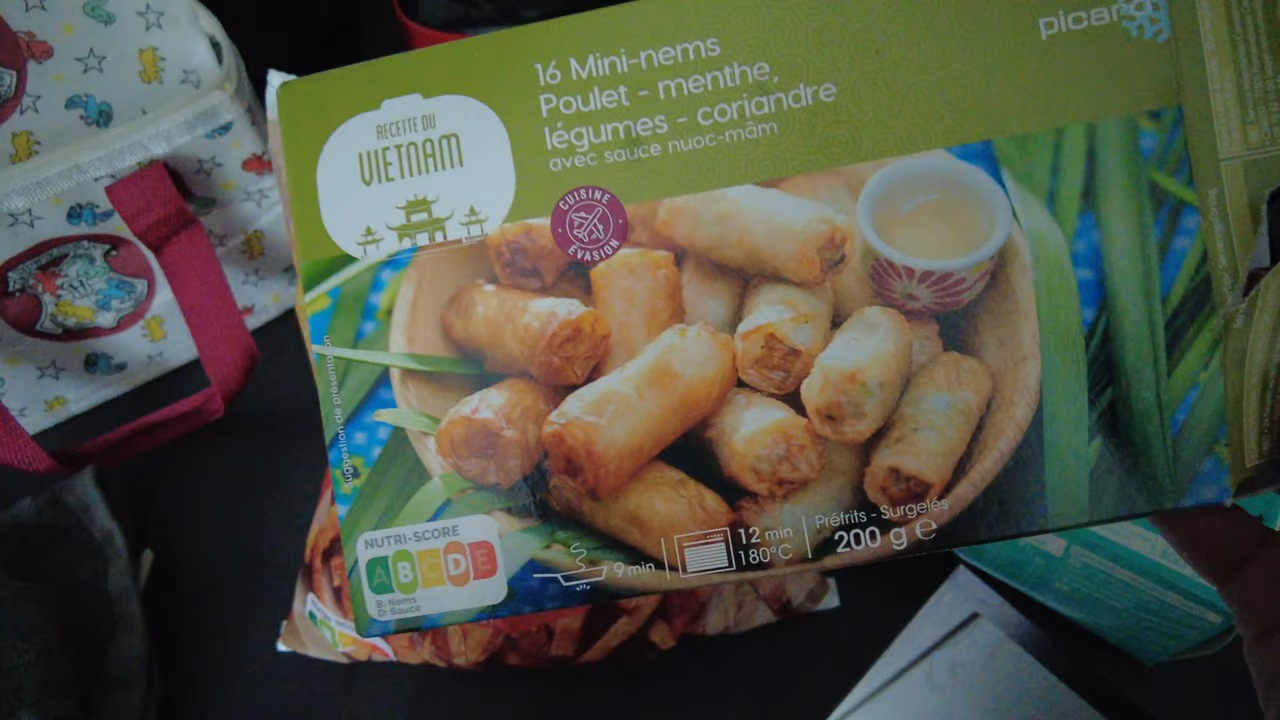 picard
16 Mini-nems
Poulet - menthe,
légumes - coriandre
avec sauce nuoc-mâm
RECETTE DU
VIETNAM
CUISINE
EVASION
suggestion de présentation
NUTRI-SCORE
A B C D E
B: Nems
D: Sauce
9 min
12 min
180°C
Préfrits - Surgelés
200 g e